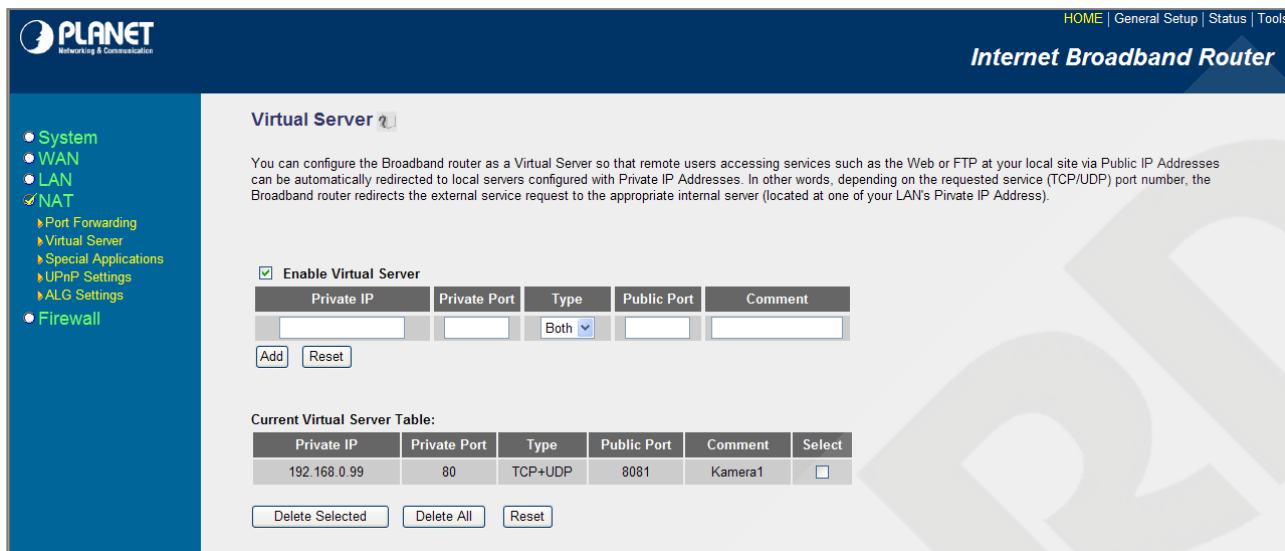 PLANET
Networking & Communication
HOME | General Setup | Status | Tools
Internet Broadband Router
System
WAN
LAN
NAT
Port Forwarding
Virtual Server
Special Applications
UPnP Settings
ALG Settings
Firewall
Virtual Server
You can configure the Broadband router as a Virtual Server so that remote users accessing services such as the Web or FTP at your local site via Public IP Addresses
can be automatically redirected to local servers configured with Private IP Addresses. In other words, depending on the requested service (TCP/UDP) port number, the
Broadband router redirects the external service request to the appropriate internal server (located at one of your LAN's Pivate IP Address).
Enable Virtual Server
Private IP Private Port Type Public Port Comment
Both
Add Reset
Current Virtual Server Table:
Private IP Private Port Type Public Port Comment Select
192.168.0.99 80 TCP+UDP 8081 Kamera1
Delete Selected Delete All Reset